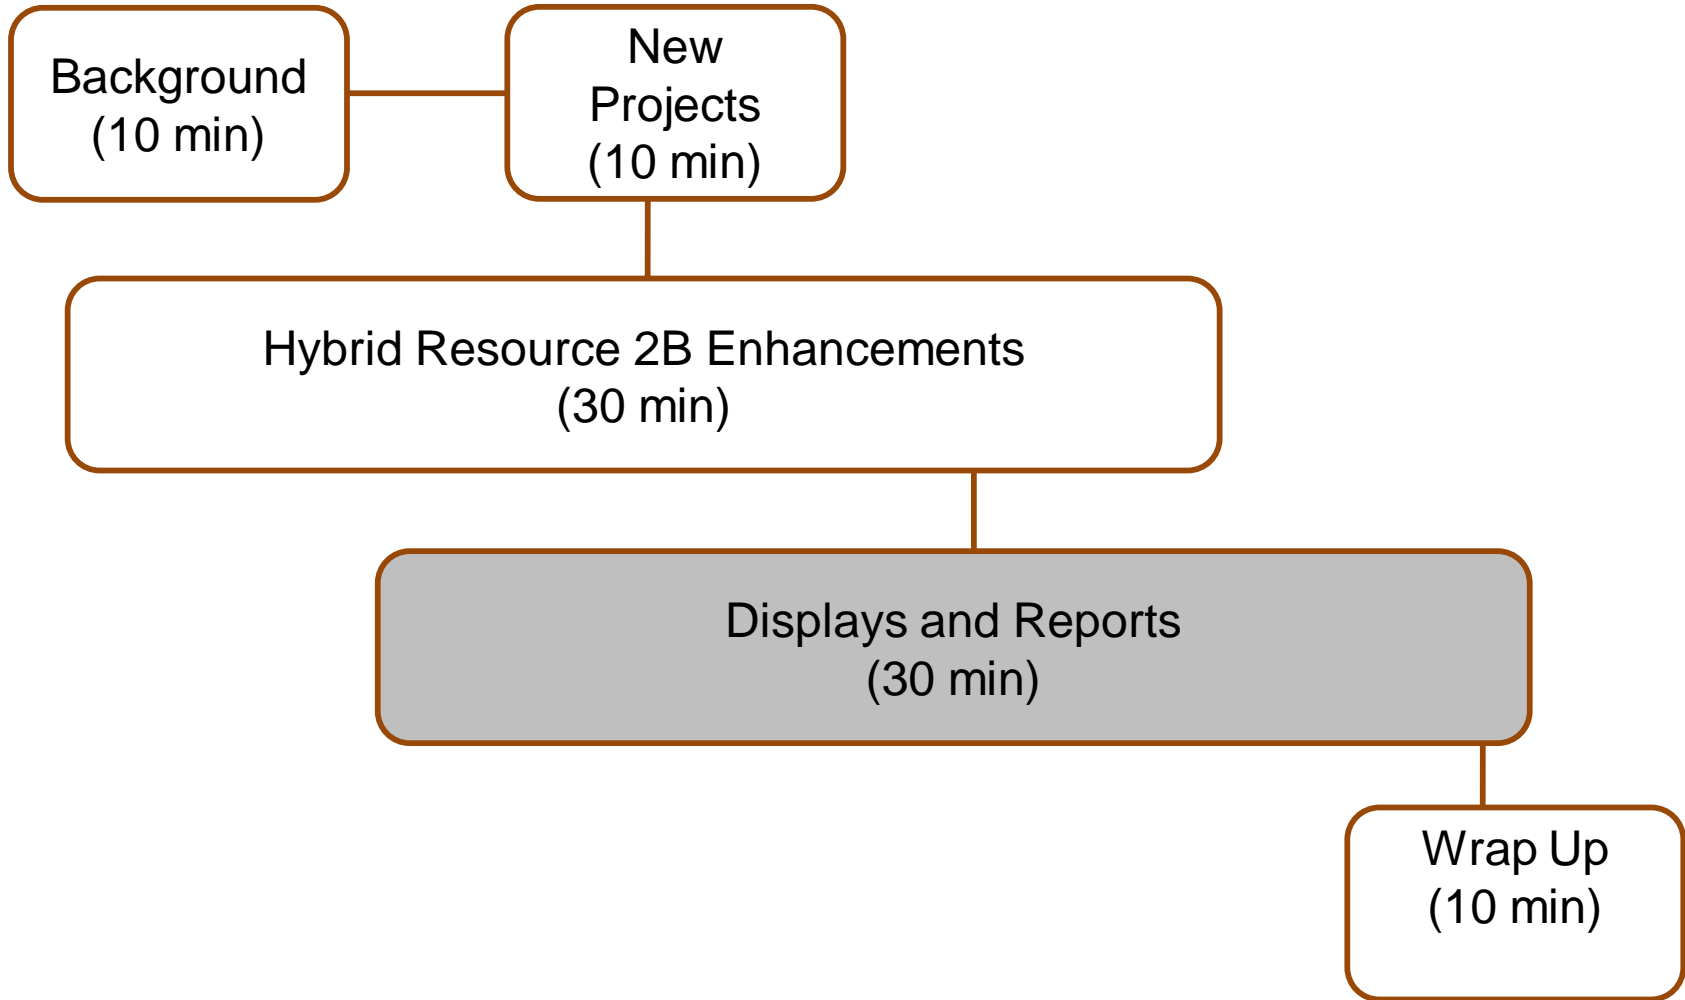 Background
(10 min)
New
Projects
(10 min)
Hybrid Resource 2B Enhancements
(30 min)
Displays and Reports
(30 min)
Wrap Up
(10 min)